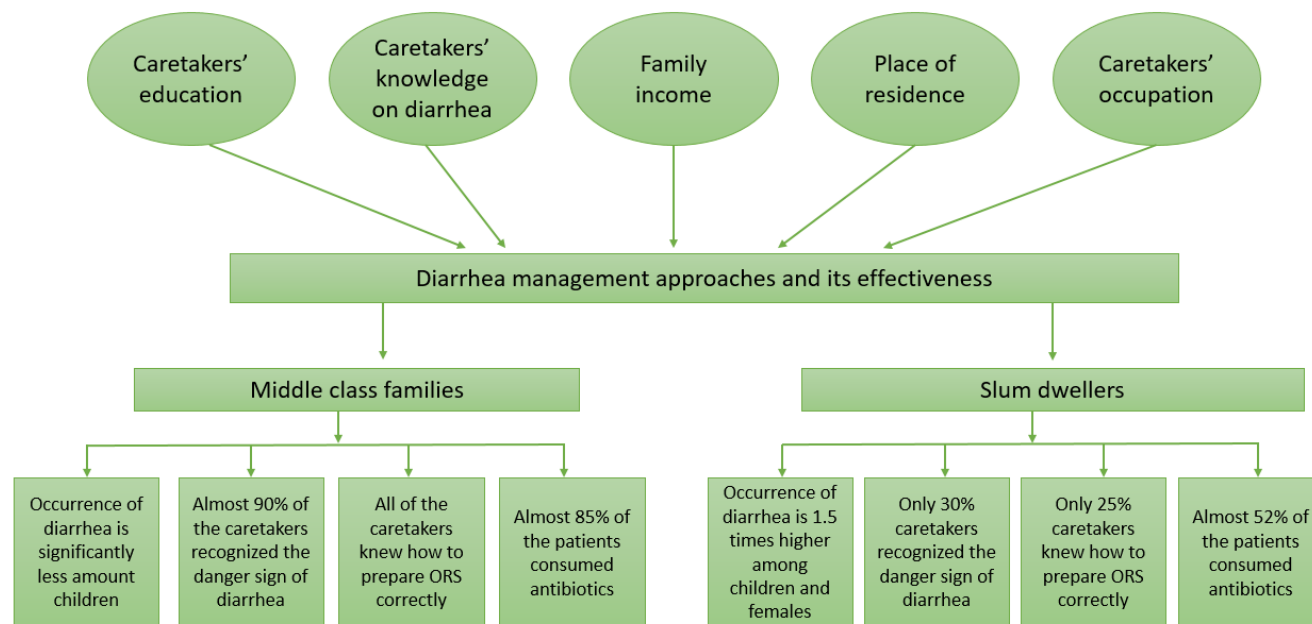 Caretakers'
education
Caretakers'
knowledge
on diarrhea
Family
income
Place of
residence
Caretakers'
occupation
Diarrhea management approaches and its effectiveness
Middle class families
Slum dwellers
Occurrence of
diarrhea is
significantly
less amount
children
Almost 90% of
the caretakers
recognized the
danger sign of
diarrhea
All of the
caretakers
knew how to
prepare ORS
correctly
Almost 85% of
the patients
consumed
antibiotics
Occurrence of
diarrhea is 1.5
times higher
among
children and
females
Only 30%
caretakers
recognized the
danger sign of
diarrhea
Only 25%
caretakers
knew how to
prepare ORS
correctly
Almost 52% of
the patients
consumed
antibiotics